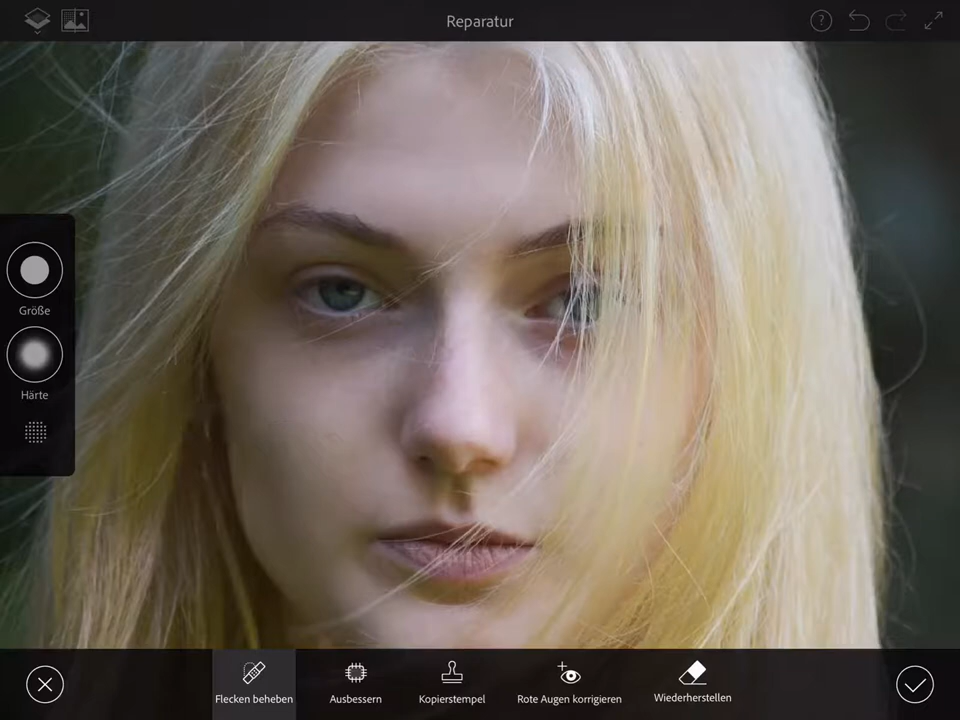 Reparatur
?
Größe
Härte
Flecken beheben
Ausbessern
Kopierstempel
Rote Augen korrigieren
Wiederherstellen